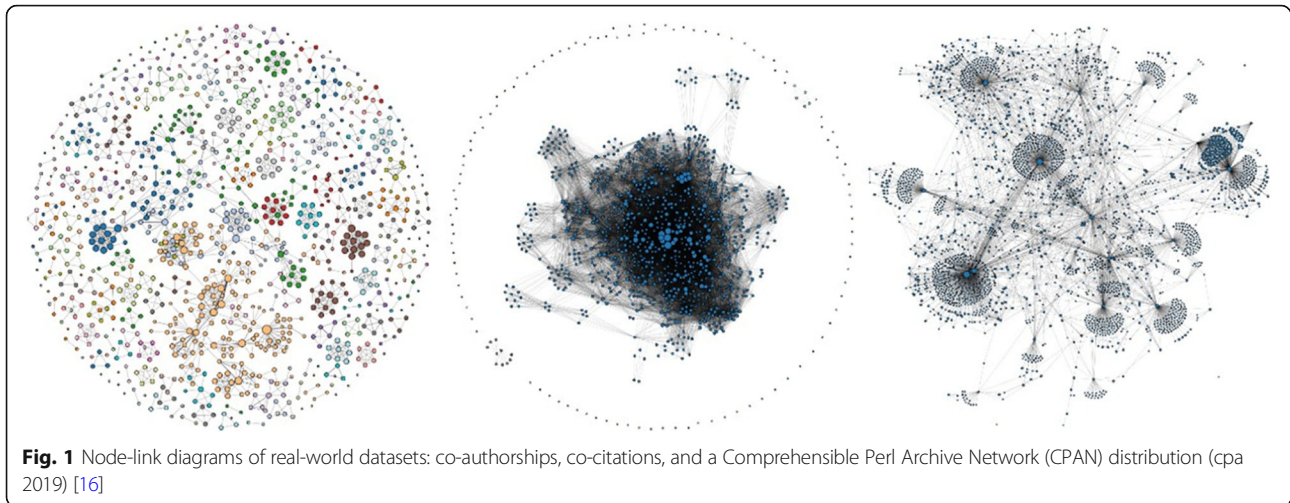 Fig. 1 Node-link diagrams of real-world datasets: co-authorships, co-citations, and a Comprehensible Perl Archive Network (CPAN) distribution (cpa
2019) [16]